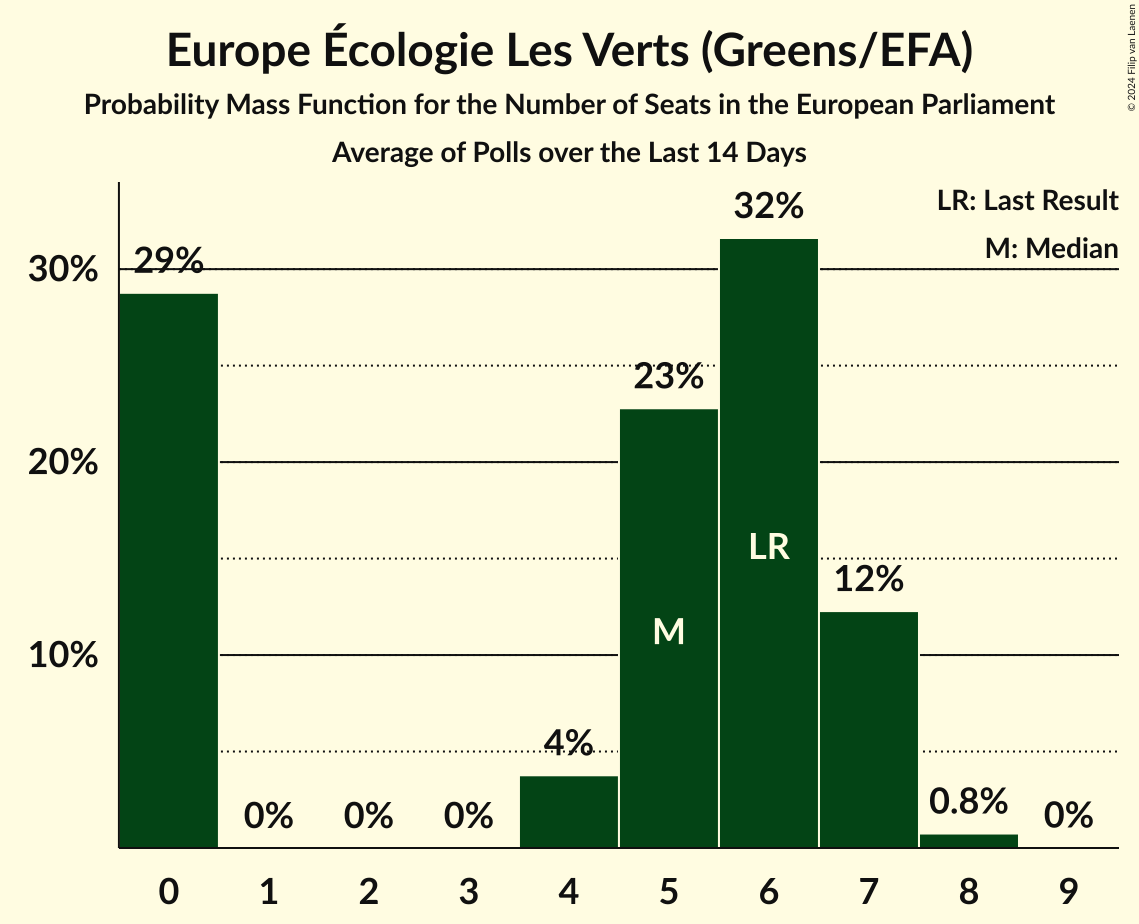 Europe Écologie Les Verts (Greens/EFA)
Probability Mass Function for the Number of Seats in the European Parliament
Average of Polls over the Last 14 Days
© 2024 Filip van Laenen
LR: Last Result
M: Median
32%
29%
30%
23%
20%
LR
12%
M
10%
4%
0.8%
0%
0%
0%
0%
0 1 2 3 4 5 6 7 8 9